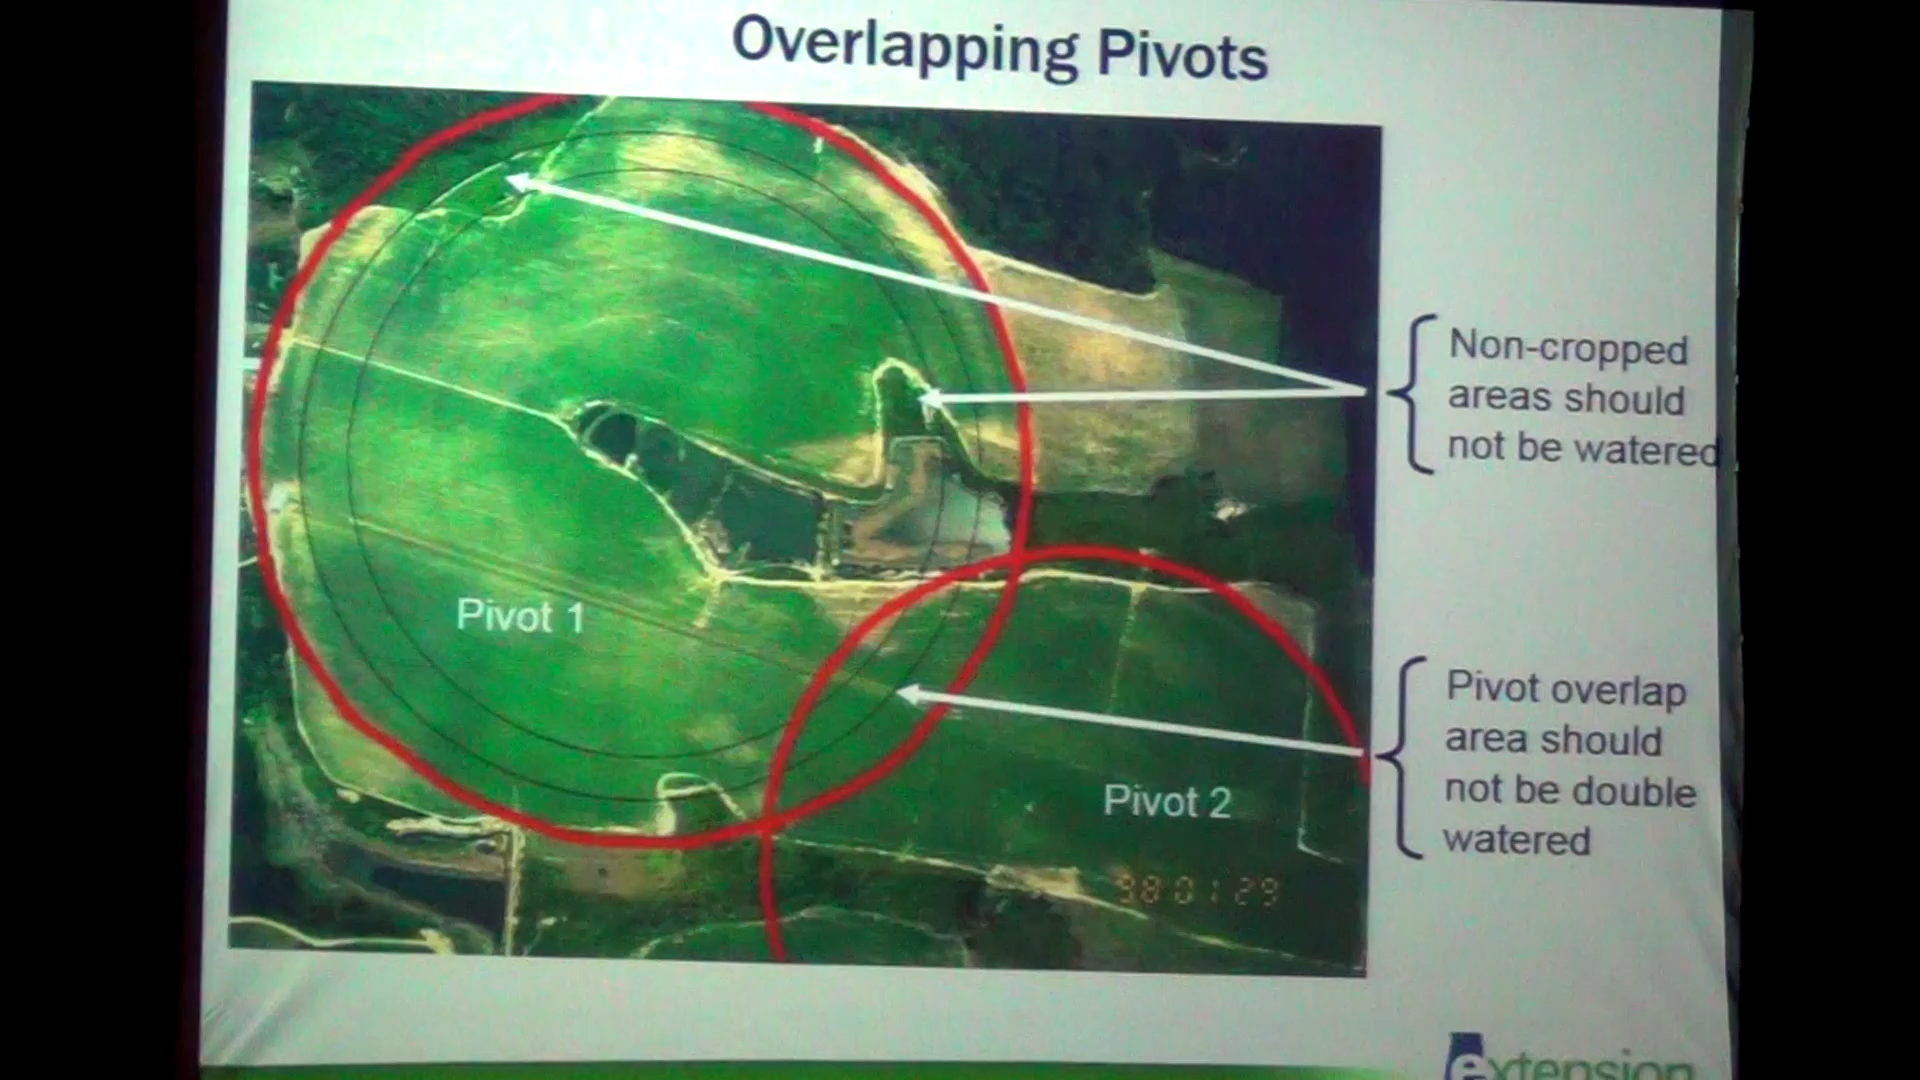 Overlapping Pivots
Non-cropped
areas should
not be watered
Pivot 1
Pivot overlap
area should
not be double
watered
Pivot 2
98 01 29
extension